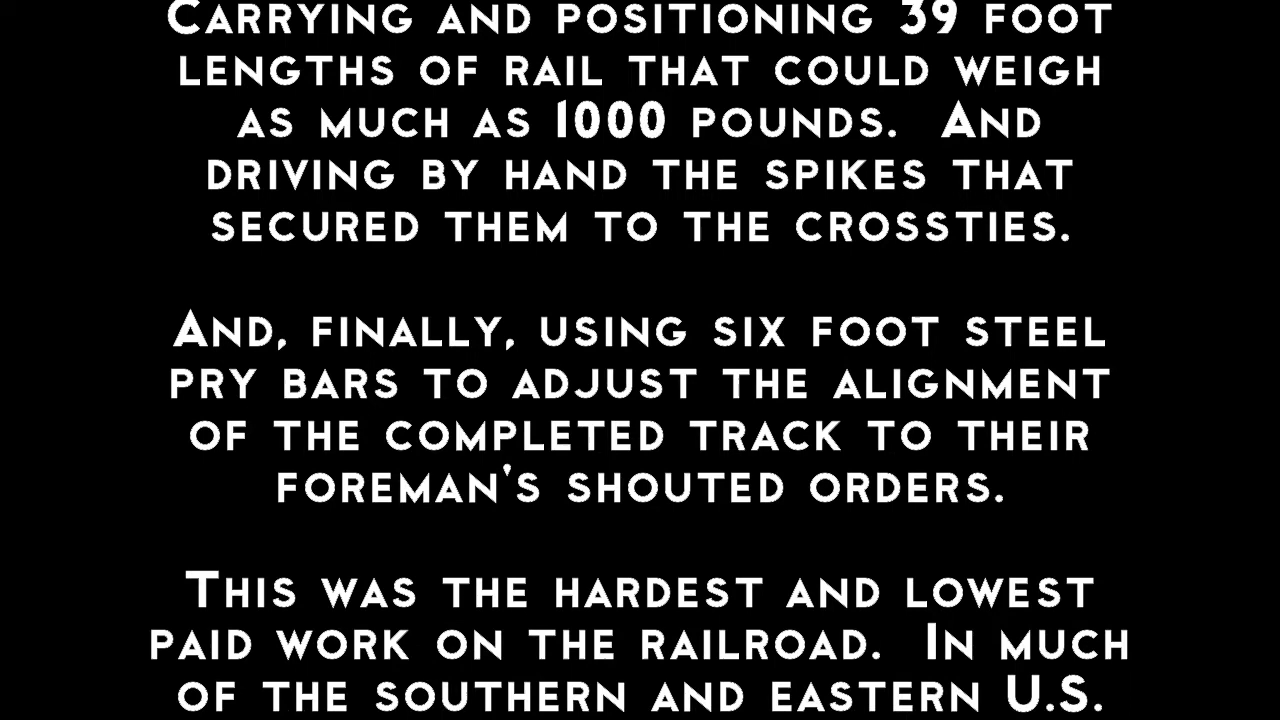 Carrying and positioning 39 foot
lengths of rail that could weigh
as much as 1000 pounds.  And
driving by hand the spikes that
secured them to the crossties.
And, finally, using six foot steel
pry bars to adjust the alignment
of the completed track to their
foreman's shouted orders.
This was the hardest and lowest
paid work on the railroad.  In much
of the southern and eastern U.S.